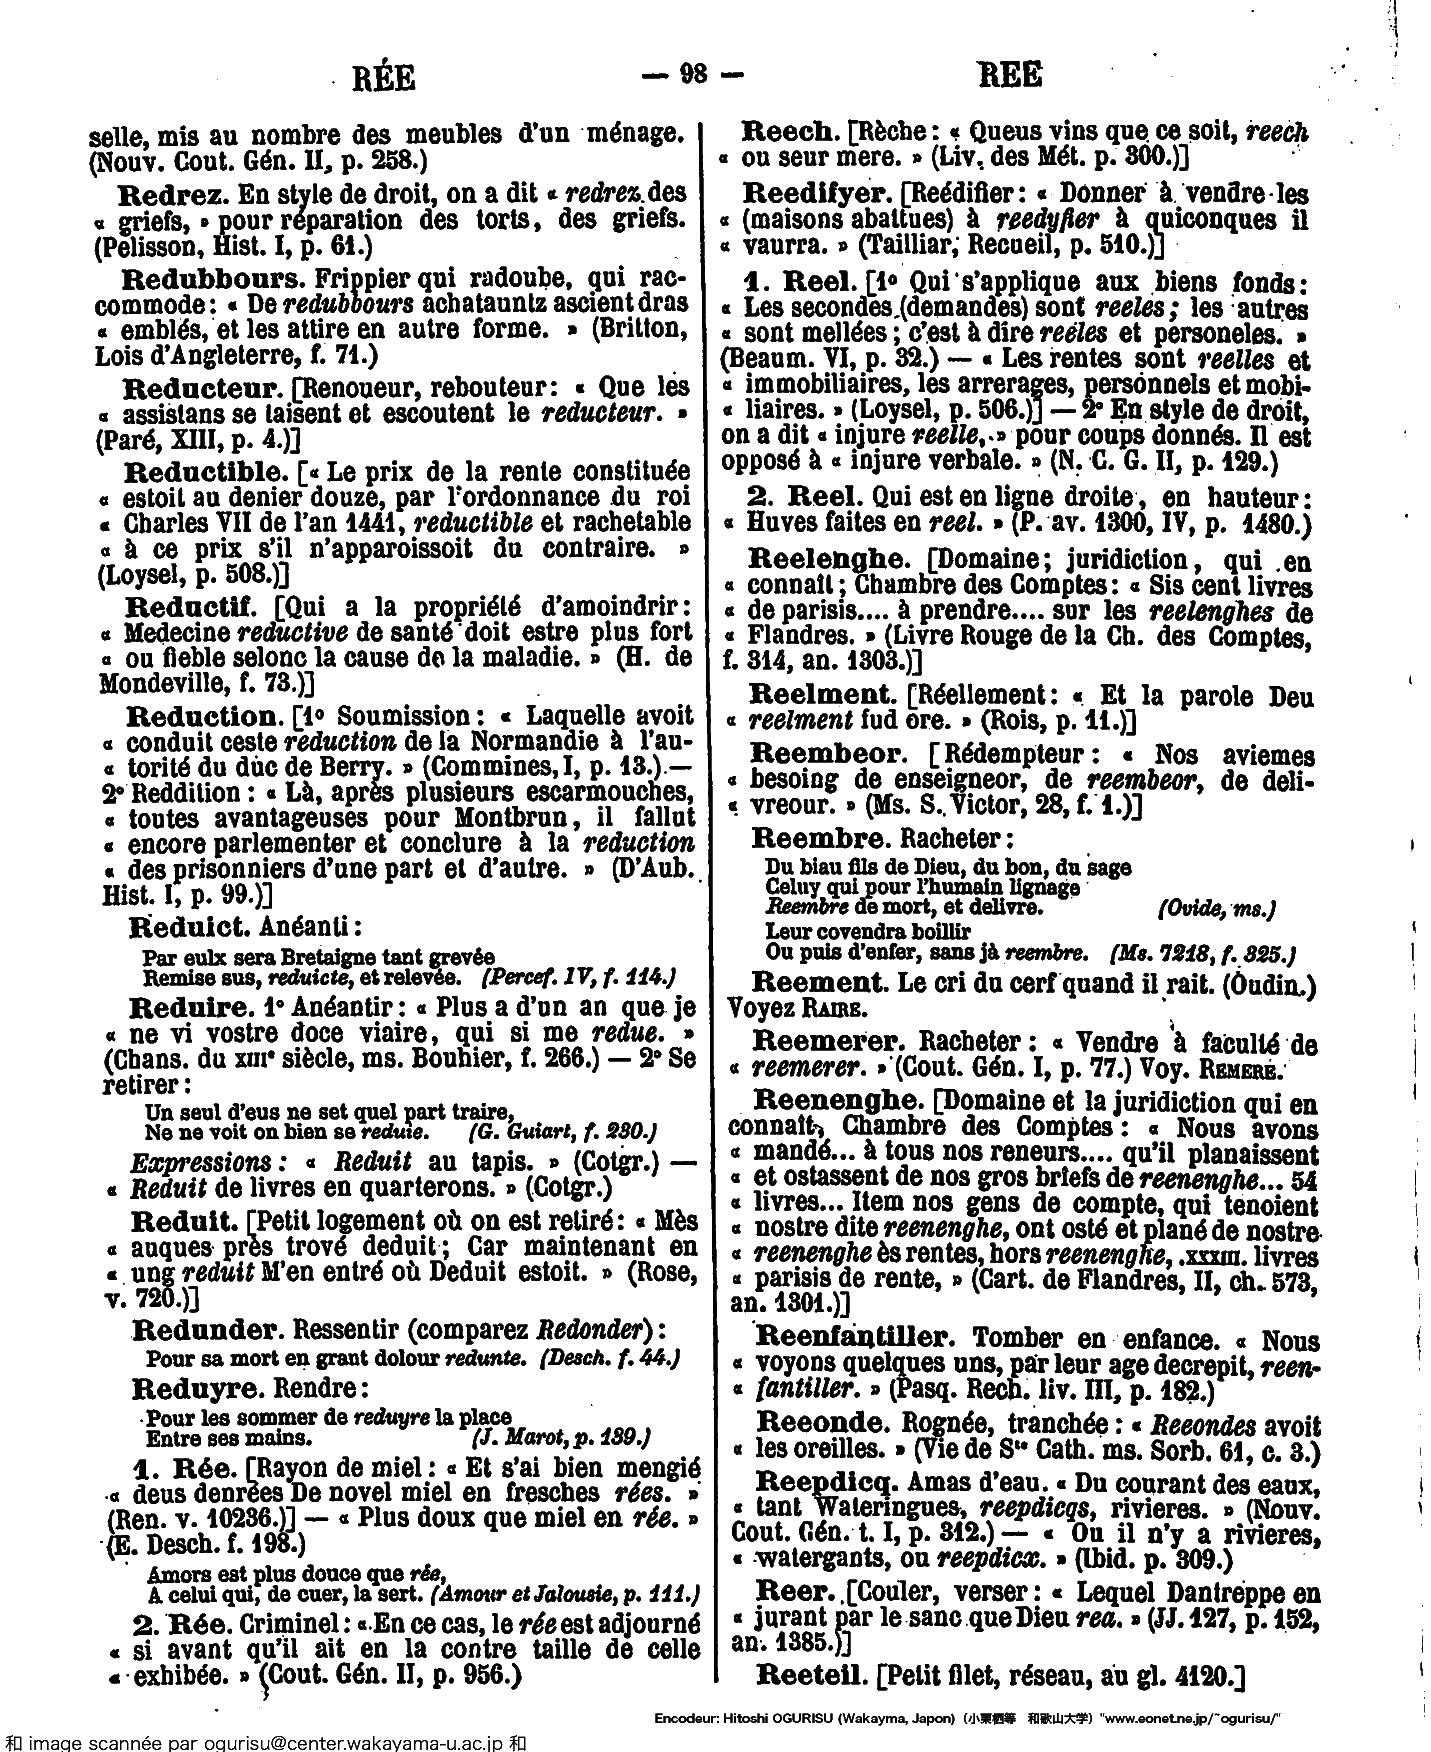 RÉE
— 98 —
REE
selle, mis au nombre des meubles d'un ménage.
(Nouv. Cout. Gén. II, p. 258.)
Redrez. En style de droit, on a dit « redrez des
« griefs, » pour réparation des torts, des griefs.
(Pelisson, Hist. I, p. 61.)
Redubbours. Frippier qui radoube, qui rac-
commode : « De redubbours achatauntz ascient dras
« emblés, et les attire en autre forme. » (Britton,
Lois d'Angleterre, f. 71.)
Reducteur. [Renoueur, rebouteur : « Que les
« assistans se taisent et escoutent le reducteur. »
(Paré, XIII, p. 4.)]
Reductible. [« Le prix de la rente constituée
« estoit au denier douze, par l'ordonnance du roi
« Charles VII de l'an 1441, reductible et rachetable
« à ce prix s'il n'apparoissoit du contraire. »
(Loysel, p. 508.)]
Reductif. [Qui a la propriété d'amoindrir :
« Medecine reductive de santé doit estre plus fort
« ou fieble selonc la cause de la maladie. » (H. de
Mondeville, f. 73.)]
Reduction. [1° Soumission : « Laquelle avoit
« conduit ceste reduction de la Normandie à l'au-
« torité du duc de Berry. » (Commines, I, p. 13.) —
2° Reddition : « Là, après plusieurs escarmouches,
« toutes avantageuses pour Montbrun, il fallut
« encore parlementer et conclure à la reduction
« des prisonniers d'une part et d'autre. » (D'Aub.
Hist. I, p. 99.)]
Reduict. Anéanti :
Par eulx sera Bretaigne tant grevée
Remise sus, reduicte, et relevée. (Percef. IV, f. 114.)
Reduire. 1° Anéantir : « Plus a d'un an que je
« ne vi vostre doce viaire, qui si me redue. »
(Chans. du XIIIe siècle, ms. Bouhier, f. 266.) — 2° Se
retirer :
Un seul d'eus ne set quel part traire,
Ne ne voit on bien se reduie. (G. Guiart, f. 230.)
Expressions : « Reduit au tapis. » (Cotgr.) —
« Reduit de livres en quarterons. » (Cotgr.)
Reduit. [Petit logement où on est retiré : « Mès
« auques près trové deduit ; Car maintenant en
« ung reduit M'en entré où Deduit estoit. » (Rose,
v. 720.)]
Redunder. Ressentir (comparez Redonder) :
Pour sa mort en grant dolour redunte. (Desch. f. 44.)
Reduyre. Rendre :
Pour les sommer de reduyre la place
Entre ses mains. (J. Marot, p. 139.)
1. Rée. [Rayon de miel : « Et s'ai bien mengié
« deus denrées De novel miel en fresches rées. »
(Ren. v. 10236.)] — « Plus doux que miel en rée. »
(E. Desch. f. 198.)
Amors est plus douce que rée,
A celui qui, de cuer, la sert. (Amour et Jalousie, p. 111.)
2. Rée. Criminel : « En ce cas, le rée est adjourné
« si avant qu'il ait en la contre taille de celle
« exhibée. » (Cout. Gén. II, p. 956.)
Reech. [Rèche : « Queus vins que ce soit, reech
« ou seur mere. » (Liv. des Mét. p. 300.)]
Reedifyer. [Reédifier : « Donner à vendre les
« (maisons abattues) à reedyfier à quiconques il
« vaurra. » (Tailliar, Recueil, p. 510.)]
1. Reel. [1° Qui s'applique aux biens fonds :
« Les secondes (demandes) sont reeles ; les autres
« sont mellées ; c'est à dire reeles et personeles. »
(Beaum. VI, p. 32.) — « Les rentes sont reelles et
« immobiliaires, les arrerages, personnels et mobi-
« liaires. » (Loysel, p. 506.)] — 2° En style de droit,
on a dit « injure reelle, » pour coups donnés. Il est
opposé à « injure verbale. » (N. C. G. II, p. 129.)
2. Reel. Qui est en ligne droite, en hauteur :
« Huves faites en reel. » (P. av. 1300, IV, p. 1480.)
Reelenghe. [Domaine ; juridiction, qui en
« connaît ; Chambre des Comptes : « Sis cent livres
« de parisis.... à prendre.... sur les reelenghes de
« Flandres. » (Livre Rouge de la Ch. des Comptes,
f. 314, an. 1303.)]
Reelment. [Réellement : « Et la parole Deu
« reelment fud ore. » (Rois, p. 11.)]
Reembeor. [Rédempteur : « Nos aviemes
« besoing de enseigneor, de reembeor, de deli-
« vreour. » (Ms. S. Victor, 28, f. 1.)]
Reembre. Racheter :
Du biau fils de Dieu, du bon, du sage
Celuy qui pour l'humain lignage
Reembre de mort, et delivre. (Ovide, ms.)
Leur covendra boillir
Ou puis d'enfer, sans jà reembre. (Ms. 7218, f. 325.)
Reement. Le cri du cerf quand il rait. (Oudin.)
Voyez RAIRE.
Reemerer. Racheter : « Vendre à faculté de
« reemerer. » (Cout. Gén. I, p. 77.) Voy. REMERÉ.
Reenenghe. [Domaine et la juridiction qui en
connaît, Chambre des Comptes : « Nous avons
« mandé... à tous nos reneurs.... qu'il planaissent
« et ostassent de nos gros briefs de reenenghe... 54
« livres... Item nos gens de compte, qui tenoient
« nostre dite reenenghe, ont osté et plané de nostre
« reenenghe ès rentes, hors reenenghe, .XXXIII. livres
« parisis de rente, » (Cart. de Flandres, II, ch. 573,
an. 1301.)]
Reenfantiller. Tomber en enfance. « Nous
« voyons quelques uns, par leur age decrepit, reen-
« fantiller. » (Pasq. Rech. liv. III, p. 182.)
Reeonde. Rognée, tranchée : « Reeondes avoit
« les oreilles. » (Vie de Ste Cath. ms. Sorb. 61, c. 3.)
Reepdicq. Amas d'eau. « Du courant des eaux,
« tant Wateringues, reepdicqs, rivieres. » (Nouv.
Cout. Gén. t. I, p. 312.) — « Ou il n'y a rivieres,
« watergants, ou reepdicx. » (Ibid. p. 309.)
Reer. [Couler, verser : « Lequel Dantreppe en
« jurant par le sanc que Dieu rea. » (JJ. 127, p. 152,
an. 1385.)]
Reeteil. [Petit filet, réseau, au gl. 4120.]
Encodeur: Hitoshi OGURISU (Wakayma, Japon) (小栗栖等 和歌山大学) "www.eonet.ne.jp/~ogurisu/"
和 image scannée par ogurisu@center.wakayama-u.ac.jp 和